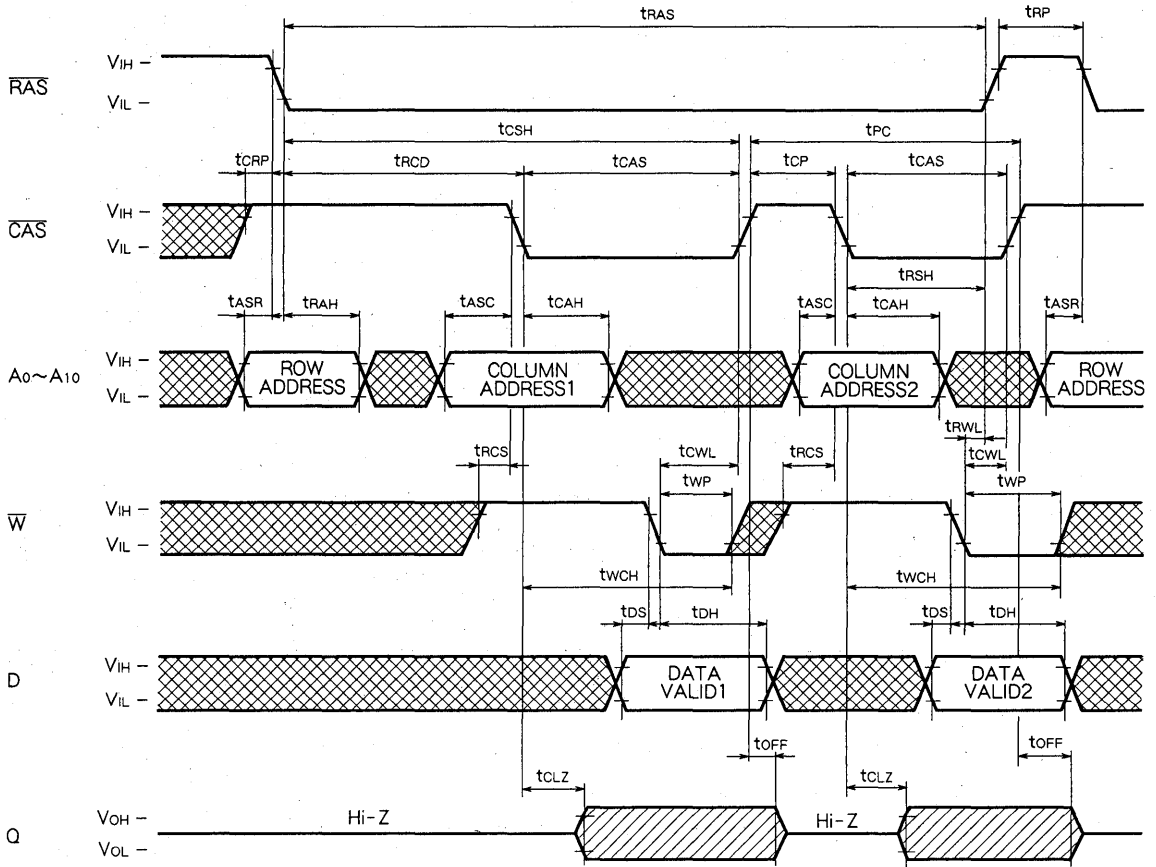 tRAS tRP
VIH –
RAS
VIL –
tCSH tPC
tCRP tRCD tCAS tCP tCAS
VIH –
CAS
VIL –
tRSH
tASR tRAH tASC tCAH tASC tCAH tASR
VIH –
A0~A10
VIL –
ROW ADDRESS
COLUMN ADDRESS1
COLUMN ADDRESS2
ROW ADDRESS
tRWL
tRCS tCWL tRCS tCWL
tWP tWP
VIH –
W
VIL –
tWCH tWCH
tDS tDH tDS tDH
VIH –
D
VIL –
DATA VALID1
DATA VALID2
tOFF tOFF
tCLZ tCLZ
VOH –
Q
VOL –
Hi-Z Hi-Z